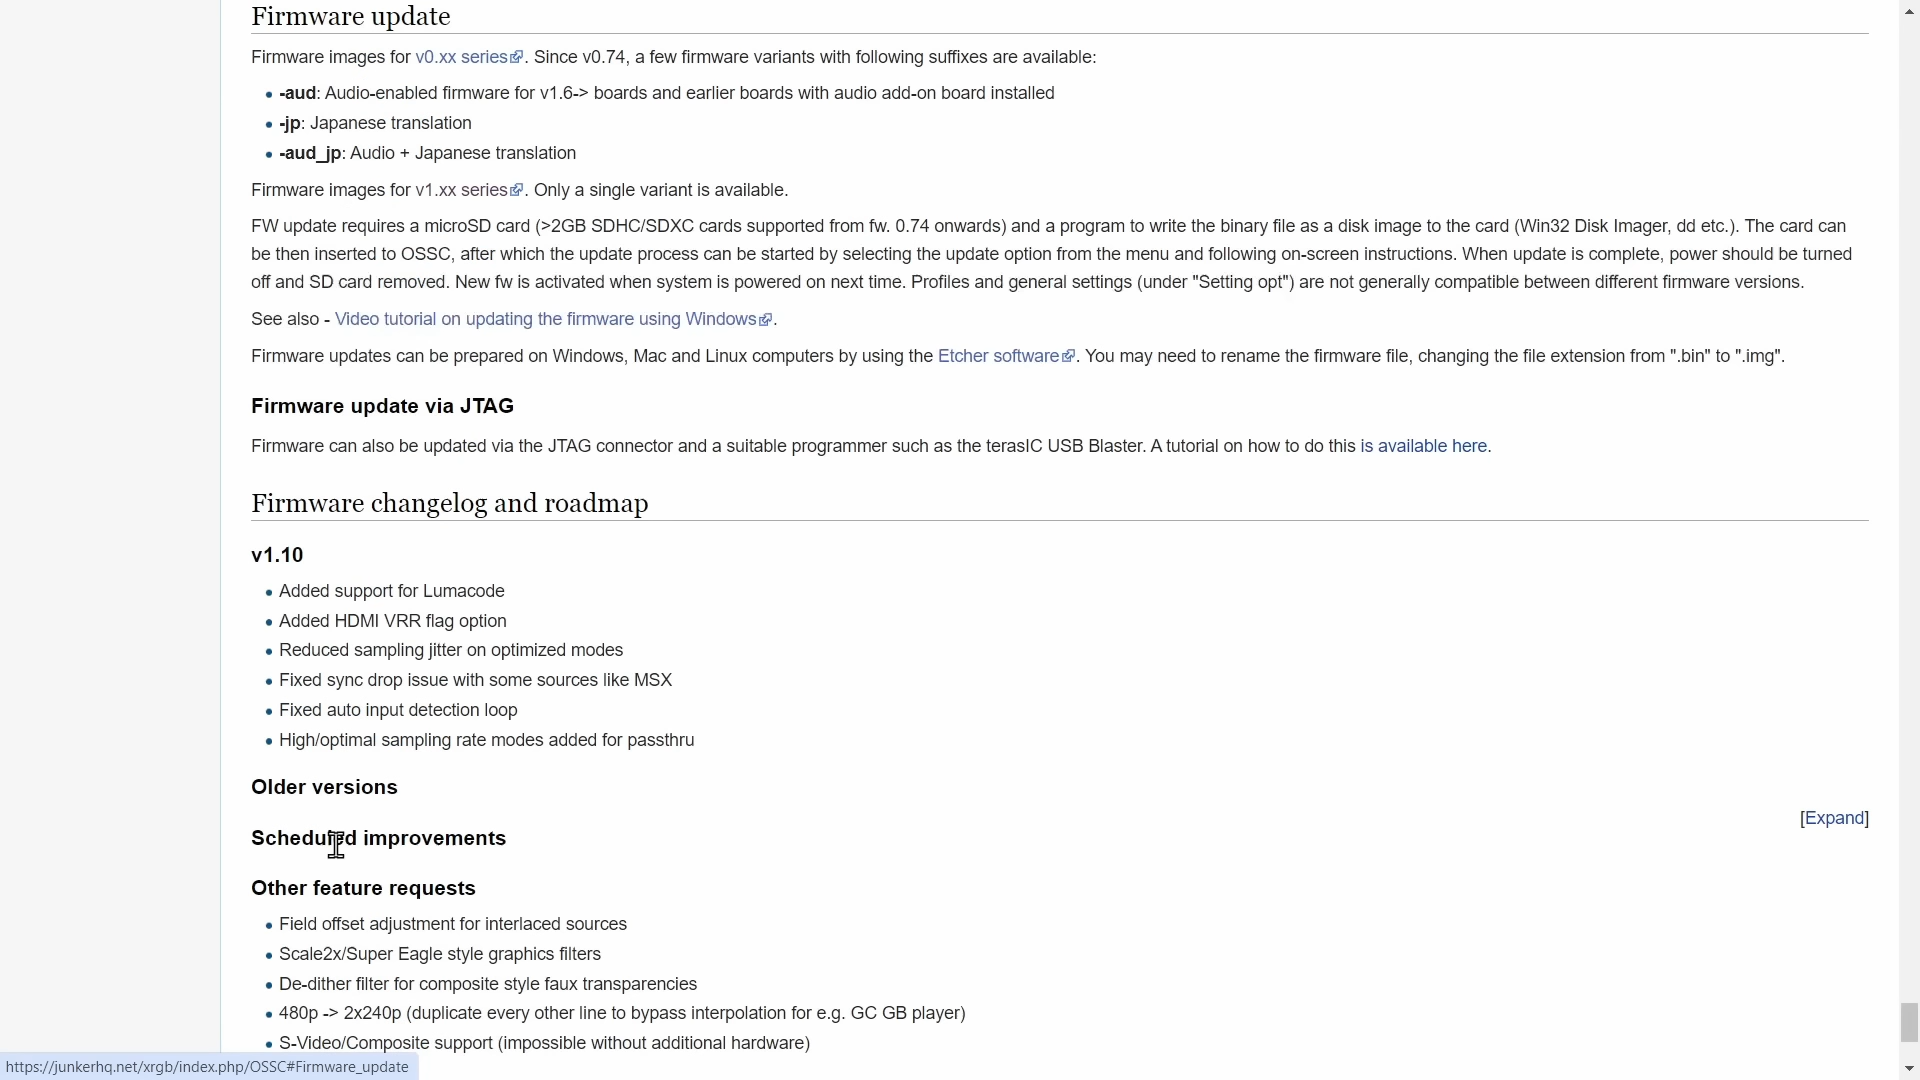 Firmware update
Firmware images for v0.xx series. Since v0.74, a few firmware variants with following suffixes are available:
-aud: Audio-enabled firmware for v1.6-> boards and earlier boards with audio add-on board installed
-jp: Japanese translation
-aud_jp: Audio + Japanese translation
Firmware images for v1.xx series. Only a single variant is available.
FW update requires a microSD card (>2GB SDHC/SDXC cards supported from fw. 0.74 onwards) and a program to write the binary file as a disk image to the card (Win32 Disk Imager, dd etc.). The card can
be then inserted to OSSC, after which the update process can be started by selecting the update option from the menu and following on-screen instructions. When update is complete, power should be turned
off and SD card removed. New fw is activated when system is powered on next time. Profiles and general settings (under "Setting opt") are not generally compatible between different firmware versions.
See also - Video tutorial on updating the firmware using Windows.
Firmware updates can be prepared on Windows, Mac and Linux computers by using the Etcher software. You may need to rename the firmware file, changing the file extension from ".bin" to ".img".
Firmware update via JTAG
Firmware can also be updated via the JTAG connector and a suitable programmer such as the terasIC USB Blaster. A tutorial on how to do this is available here.
Firmware changelog and roadmap
v1.10
Added support for Lumacode
Added HDMI VRR flag option
Reduced sampling jitter on optimized modes
Fixed sync drop issue with some sources like MSX
Fixed auto input detection loop
High/optimal sampling rate modes added for passthru
Older versions
[Expand]
Scheduled improvements
Other feature requests
Field offset adjustment for interlaced sources
Scale2x/Super Eagle style graphics filters
De-dither filter for composite style faux transparencies
480p -> 2x240p (duplicate every other line to bypass interpolation for e.g. GC GB player)
S-Video/Composite support (impossible without additional hardware)
https://junkerhq.net/xrgb/index.php/OSSC#Firmware_update